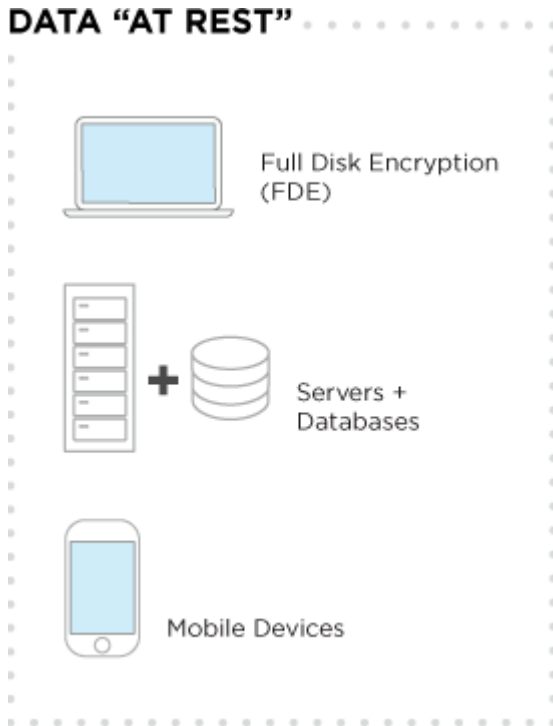 DATA “AT REST”
Full Disk Encryption
(FDE)
Servers +
Databases
Mobile Devices